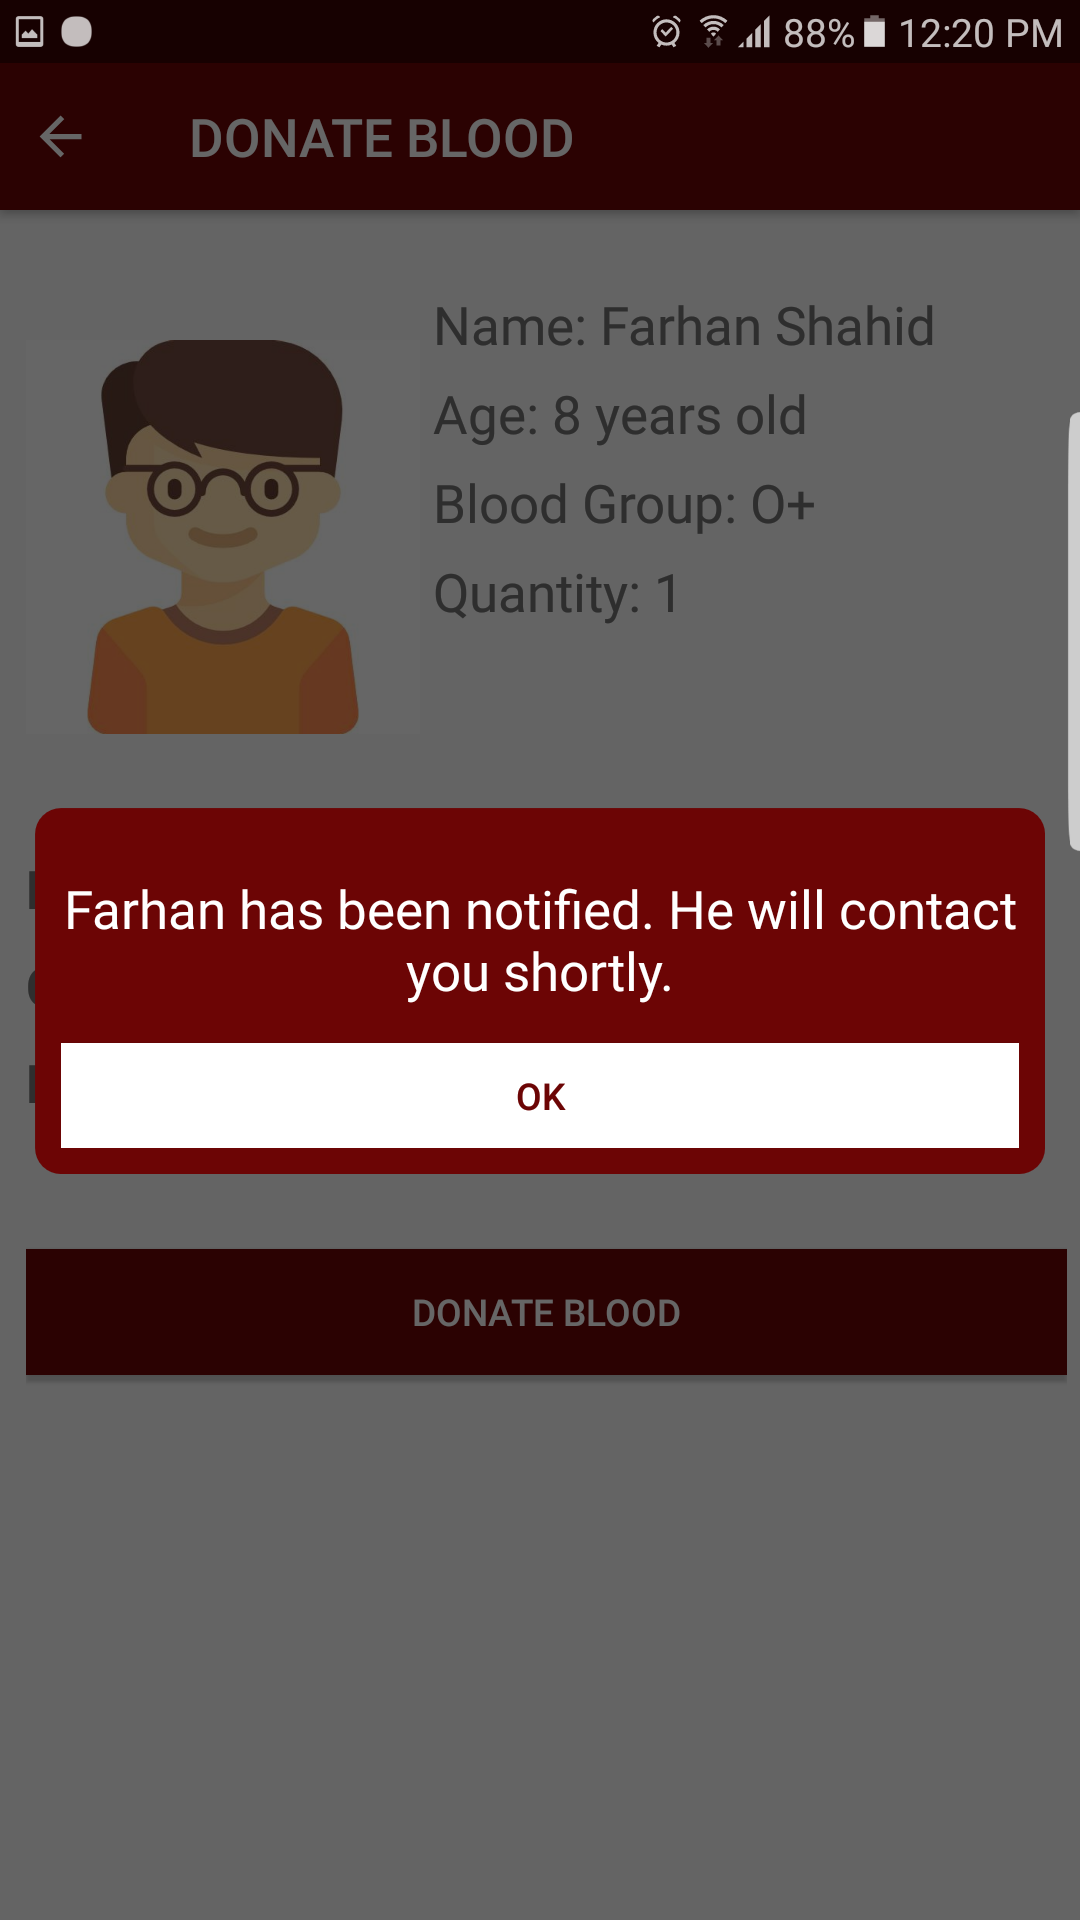 88% 12:20 PM
DONATE BLOOD
Name: Farhan Shahid
Age: 8 years old
Blood Group: O+
Quantity: 1
Farhan has been notified. He will contact
you shortly.
OK
DONATE BLOOD